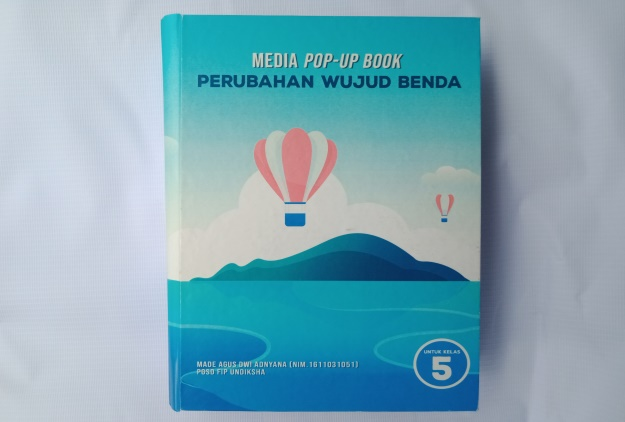 MEDIA POP-UP BOOK
PERUBAHAN WUJUD BENDA
MADE AGUS DWI ADNYANA (NIM. 1611031051)
PGSD FIP UNDIKSHA
UNTUK KELAS
5